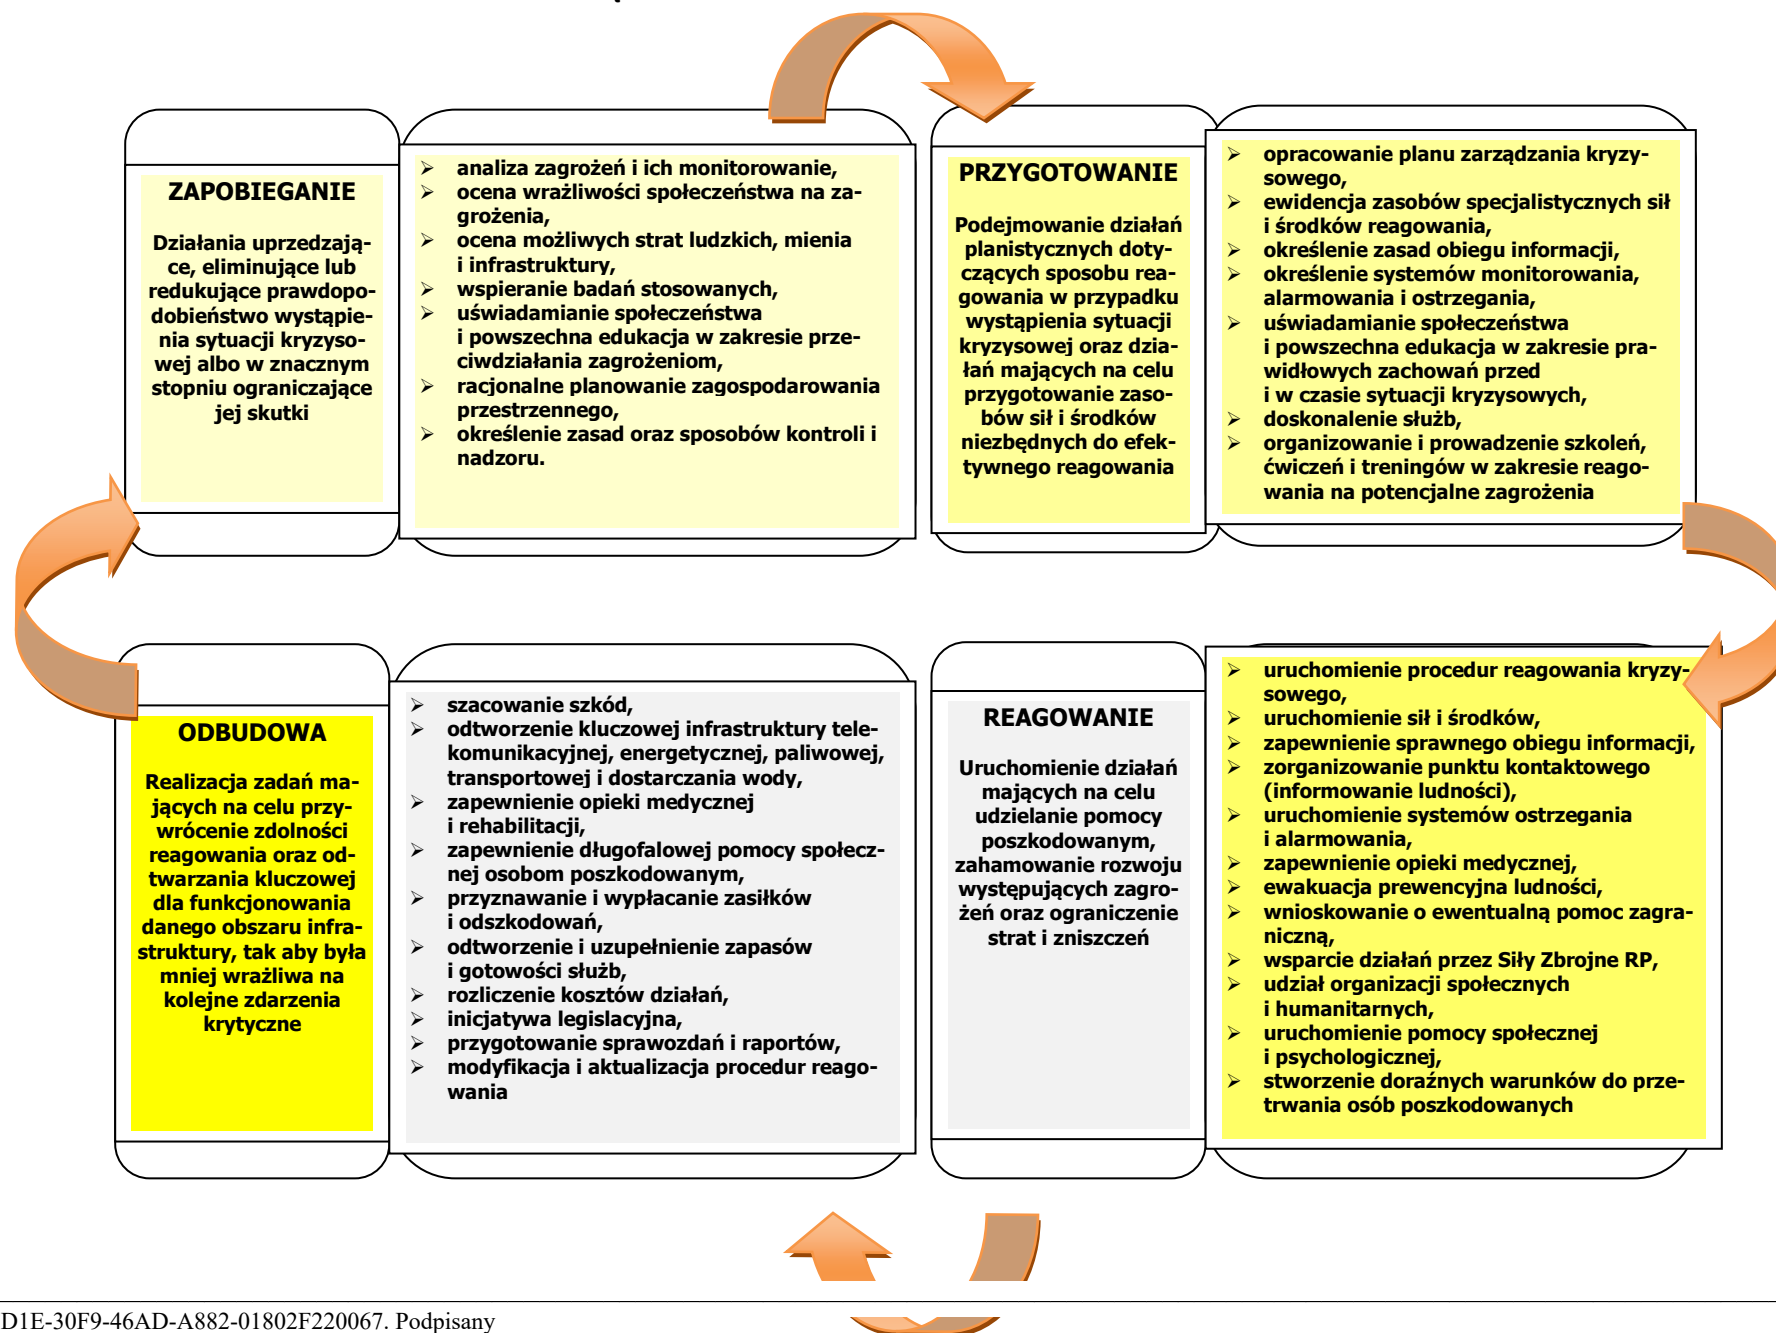 ZAPOBIEGANIE
Działania uprzedzają-
ce, eliminujące lub
redukujące prawdopo-
dobieństwo wystąpie-
nia sytuacji kryzyso-
wej albo w znacznym
stopniu ograniczające
jej skutki
➢ analiza zagrożeń i ich monitorowanie,
➢ ocena wrażliwości społeczeństwa na za-
grożenia,
➢ ocena możliwych strat ludzkich, mienia
i infrastruktury,
➢ wspieranie badań stosowanych,
➢ uświadamianie społeczeństwa
i powszechna edukacja w zakresie prze-
ciwdziałania zagrożeniom,
➢ racjonalne planowanie zagospodarowania
przestrzennego,
➢ określenie zasad oraz sposobów kontroli i
nadzoru.
PRZYGOTOWANIE
Podejmowanie działań
planistycznych doty-
czących sposobu rea-
gowania w przypadku
wystąpienia sytuacji
kryzysowej oraz dzia-
łań mających na celu
przygotowanie zaso-
bów sił i środków
niezbędnych do efek-
tywnego reagowania
➢ opracowanie planu zarządzania kryzy-
sowego,
➢ ewidencja zasobów specjalistycznych sił
i środków reagowania,
➢ określenie zasad obiegu informacji,
➢ określenie systemów monitorowania,
alarmowania i ostrzegania,
➢ uświadamianie społeczeństwa
i powszechna edukacja w zakresie pra-
widłowych zachowań przed
i w czasie sytuacji kryzysowych,
➢ doskonalenie służb,
➢ organizowanie i prowadzenie szkoleń,
ćwiczeń i treningów w zakresie reago-
wania na potencjalne zagrożenia
ODBUDOWA
Realizacja zadań ma-
jących na celu przy-
wrócenie zdolności
reagowania oraz od-
twarzania kluczowej
dla funkcjonowania
danego obszaru infra-
struktury, tak aby była
mniej wrażliwa na
kolejne zdarzenia
krytyczne
➢ szacowanie szkód,
➢ odtworzenie kluczowej infrastruktury tele-
komunikacyjnej, energetycznej, paliwowej,
transportowej i dostarczania wody,
➢ zapewnienie opieki medycznej
i rehabilitacji,
➢ zapewnienie długofalowej pomocy społecz-
nej osobom poszkodowanym,
➢ przyznawanie i wypłacanie zasiłków
i odszkodowań,
➢ odtworzenie i uzupełnienie zapasów
i gotowości służb,
➢ rozliczenie kosztów działań,
➢ inicjatywa legislacyjna,
➢ przygotowanie sprawozdań i raportów,
➢ modyfikacja i aktualizacja procedur reago-
wania
REAGOWANIE
Uruchomienie działań
mających na celu
udzielanie pomocy
poszkodowanym,
zahamowanie rozwoju
występujących zagro-
żeń oraz ograniczenie
strat i zniszczeń
➢ uruchomienie procedur reagowania kryzy-
sowego,
➢ uruchomienie sił i środków,
➢ zapewnienie sprawnego obiegu informacji,
➢ zorganizowanie punktu kontaktowego
(informowanie ludności),
➢ uruchomienie systemów ostrzegania
i alarmowania,
➢ zapewnienie opieki medycznej,
➢ ewakuacja prewencyjna ludności,
➢ wnioskowanie o ewentualną pomoc zagra-
niczną,
➢ wsparcie działań przez Siły Zbrojne RP,
➢ udział organizacji społecznych
i humanitarnych,
➢ uruchomienie pomocy społecznej
i psychologicznej,
➢ stworzenie doraźnych warunków do prze-
trwania osób poszkodowanych
D1E-30F9-46AD-A882-01802F220067. Podpisany